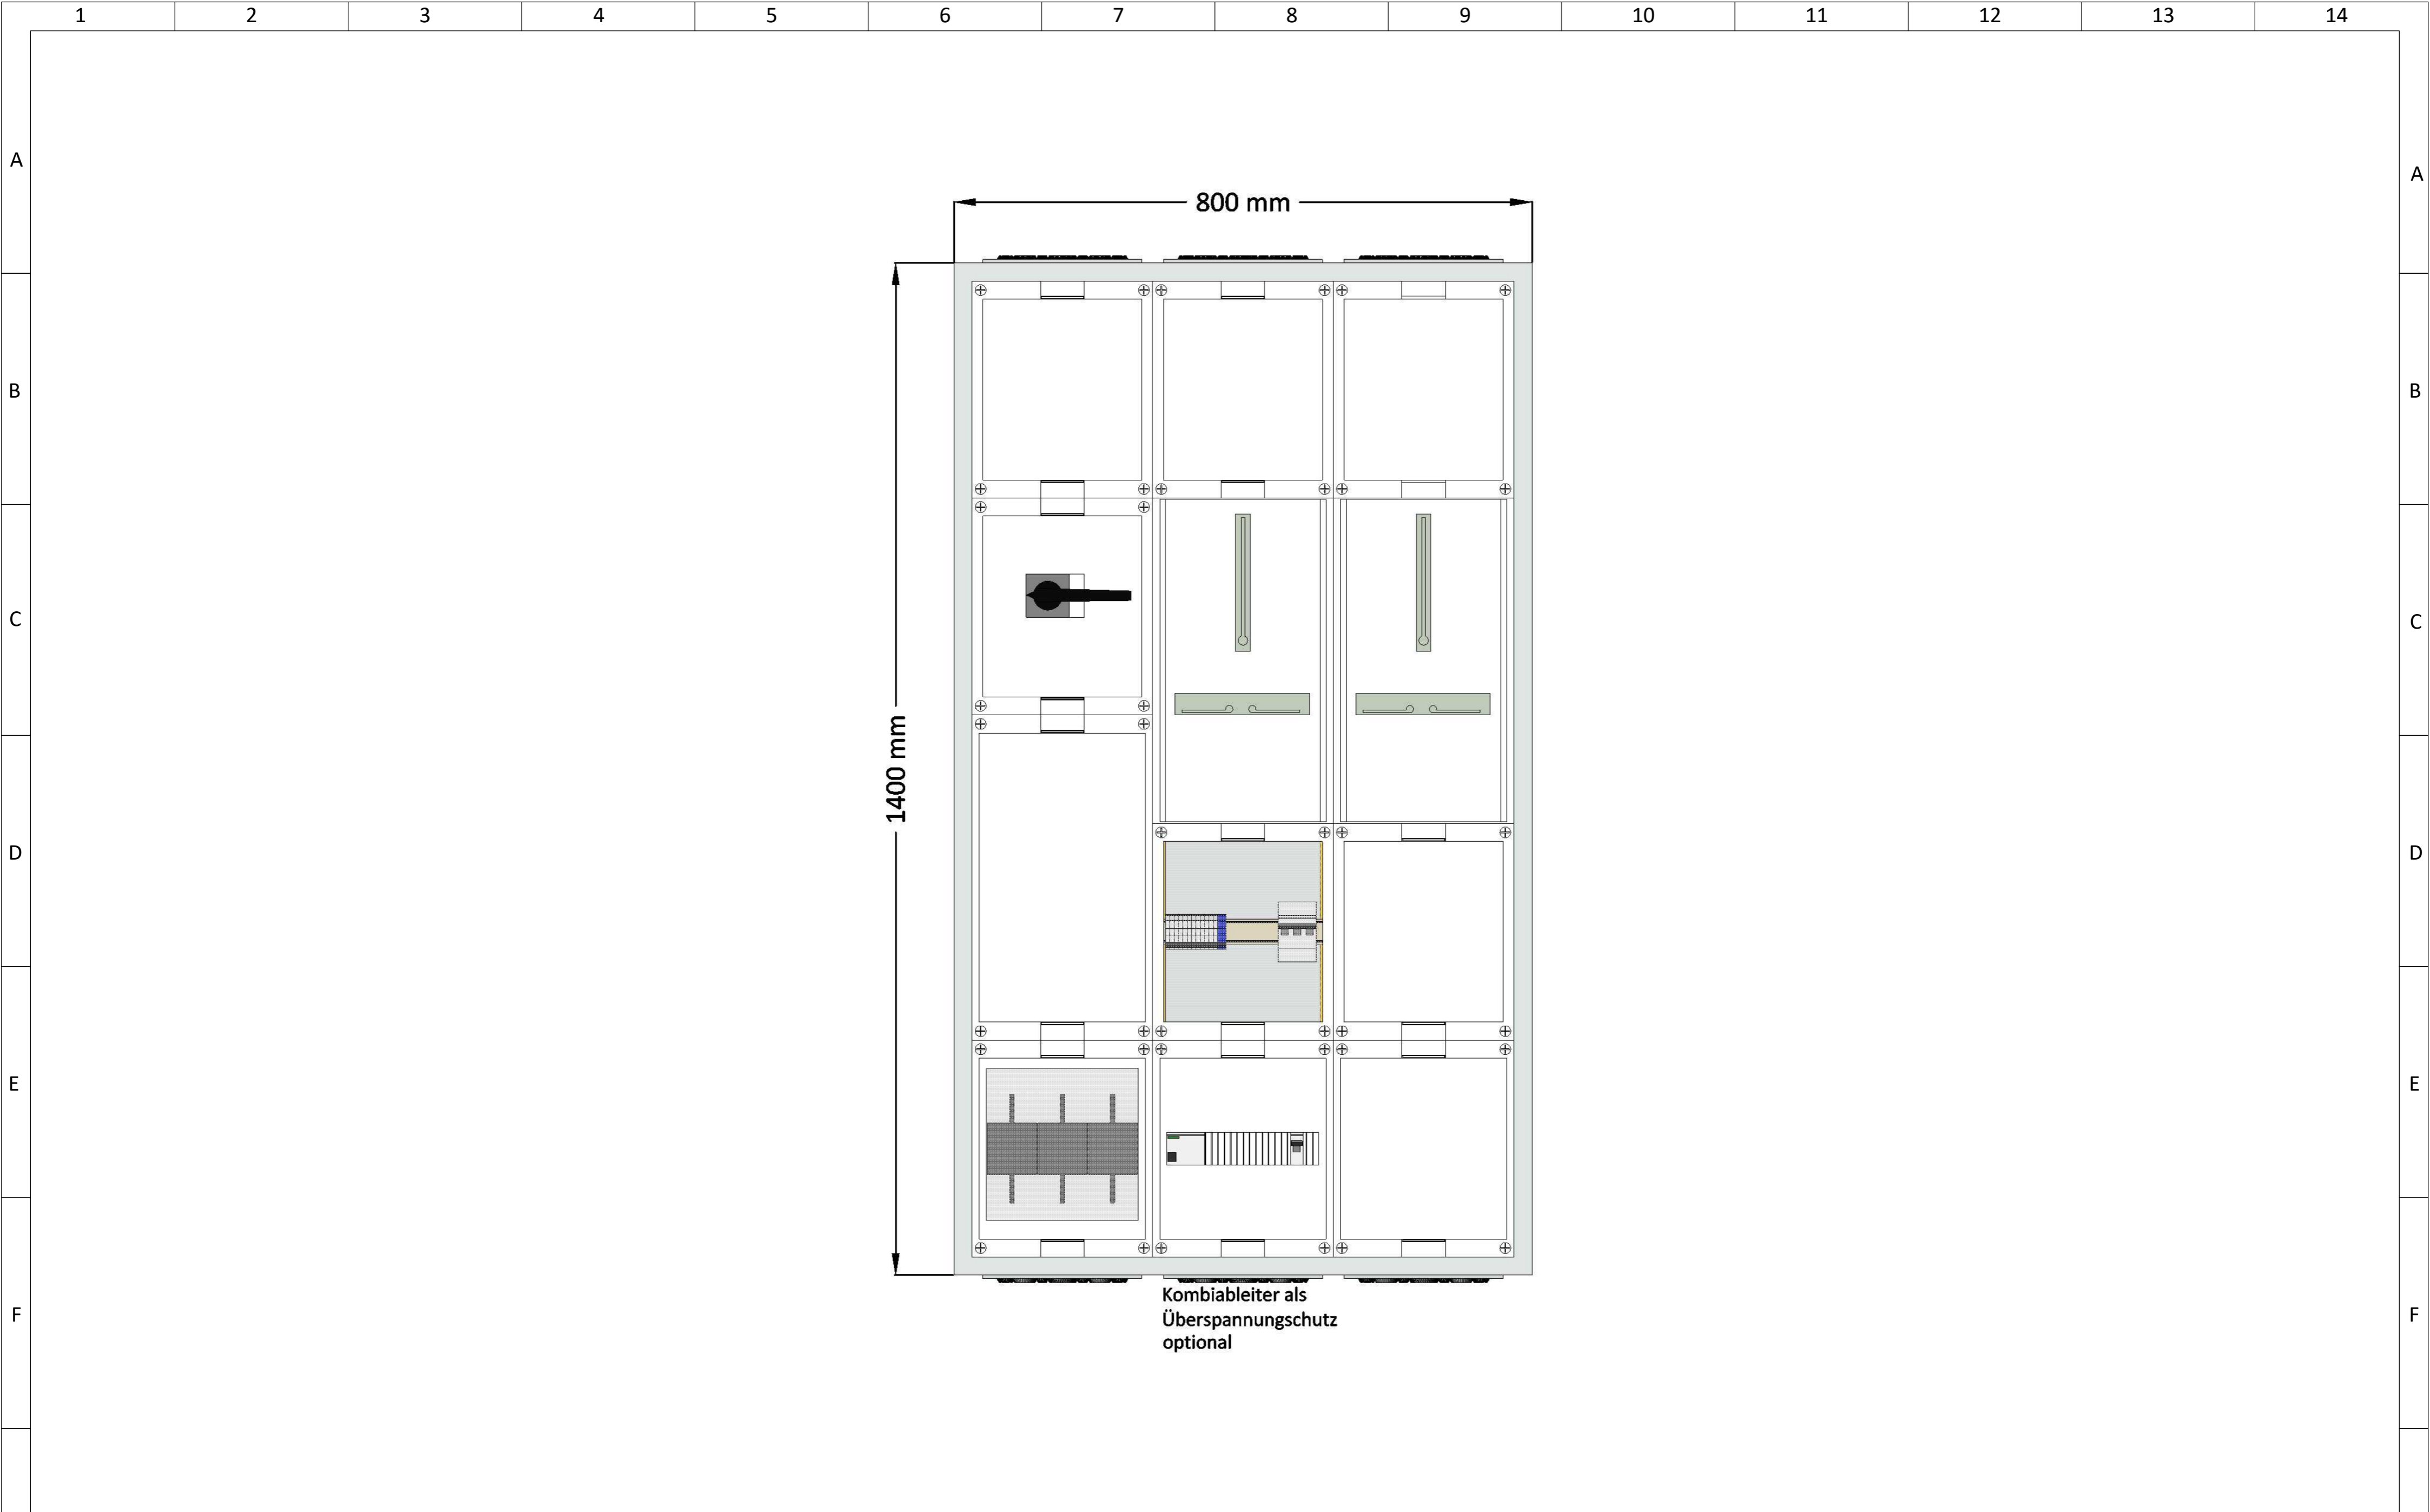 1 2 3 4 5 6 7 8 9 10 11 12 13 14
A A
800 mm
B B
C C
1400 mm
D D
E E
Kombiableiter als
Überspannungschutz
optional
F F